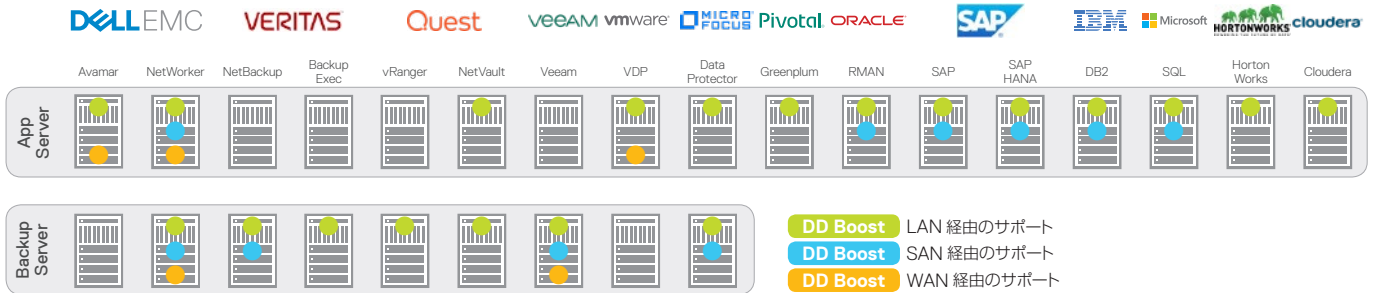 DELLEMC VERITAS Quest veeam vmware MICRO FOCUS Pivotal ORACLE SAP IBM Microsoft HORTONWORKS cloudera
Avamar NetWorker NetBackup Backup Exec vRanger NetVault Veeam VDP Data Protector Greenplum RMAN SAP SAP HANA DB2 SQL Horton Works Cloudera
App Server
Backup Server
DD Boost LAN 経由のサポート
DD Boost SAN 経由のサポート
DD Boost WAN 経由のサポート